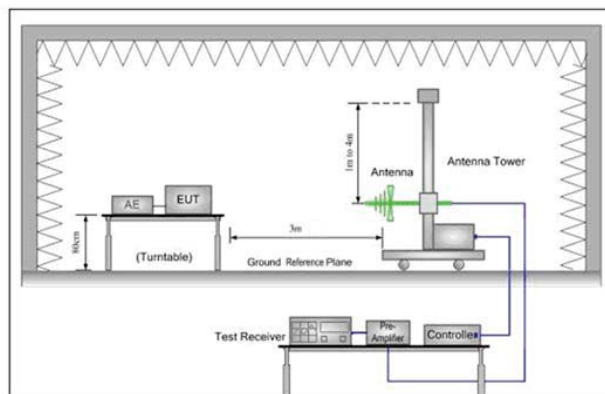 1m to 4m
Antenna
Antenna Tower
AE
EUT
80cm
(Turntable)
3m
Ground Reference Plane
Test Receiver
Pre-
Amplifier
Controller